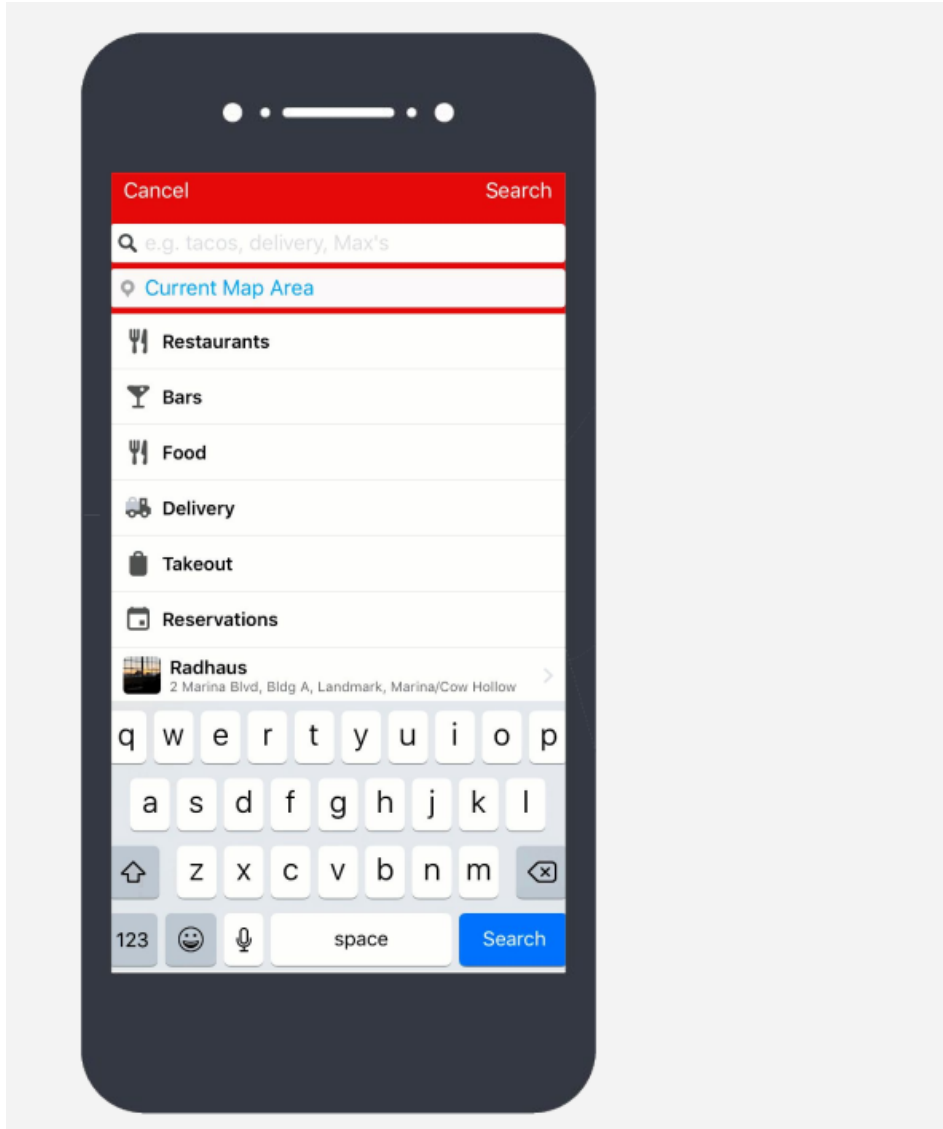 Cancel Search
e.g. tacos, delivery, Max's
Current Map Area
Restaurants
Bars
Food
Delivery
Takeout
Reservations
Radhaus
2 Marina Blvd, Bldg A, Landmark, Marina/Cow Hollow
q w e r t y u i o p
a s d f g h j k l
z x c v b n m
123 space Search